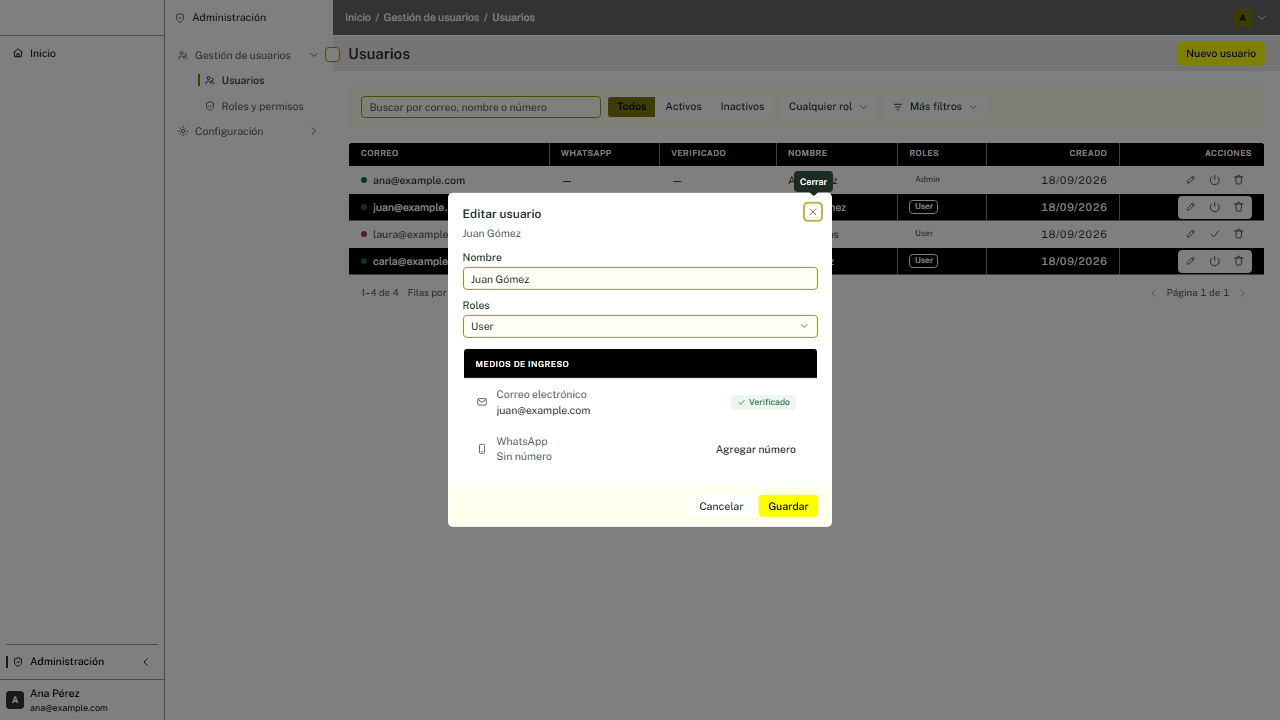 Administración
Inicio / Gestión de usuarios / Usuarios
A
Inicio
Gestión de usuarios
Usuarios
Roles y permisos
Configuración
Usuarios
Nuevo usuario
Buscar por correo, nombre o número
Todos
Activos
Inactivos
Cualquier rol
Más filtros
CORREO WHATSAPP VERIFICADO NOMBRE ROLES CREADO ACCIONES
ana@example.com — — Admin 18/09/2026
juan@example. User 18/09/2026
laura@example User 18/09/2026
carla@example User 18/09/2026
1–4 de 4 Filas por
Página 1 de 1
Cerrar
Editar usuario
Juan Gómez
Nombre
Juan Gómez
Roles
User
MEDIOS DE INGRESO
Correo electrónico
juan@example.com
Verificado
WhatsApp
Sin número
Agregar número
Cancelar
Guardar
Administración
A
Ana Pérez
ana@example.com